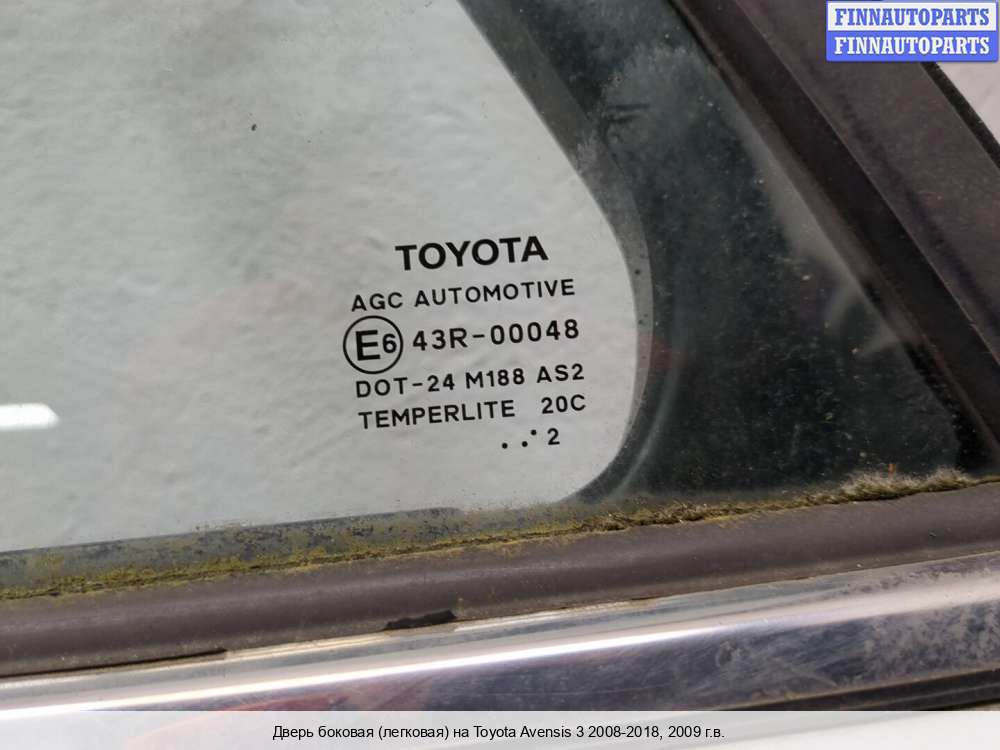 FINNAUTOPARTS
FINNAUTOPARTS
TOYOTA
AGC AUTOMOTIVE
E6 43R-00048
DOT-24 M188 AS2
TEMPERLITE 20C
. . . 2
Дверь боковая (легковая) на Toyota Avensis 3 2008-2018, 2009 г.в.